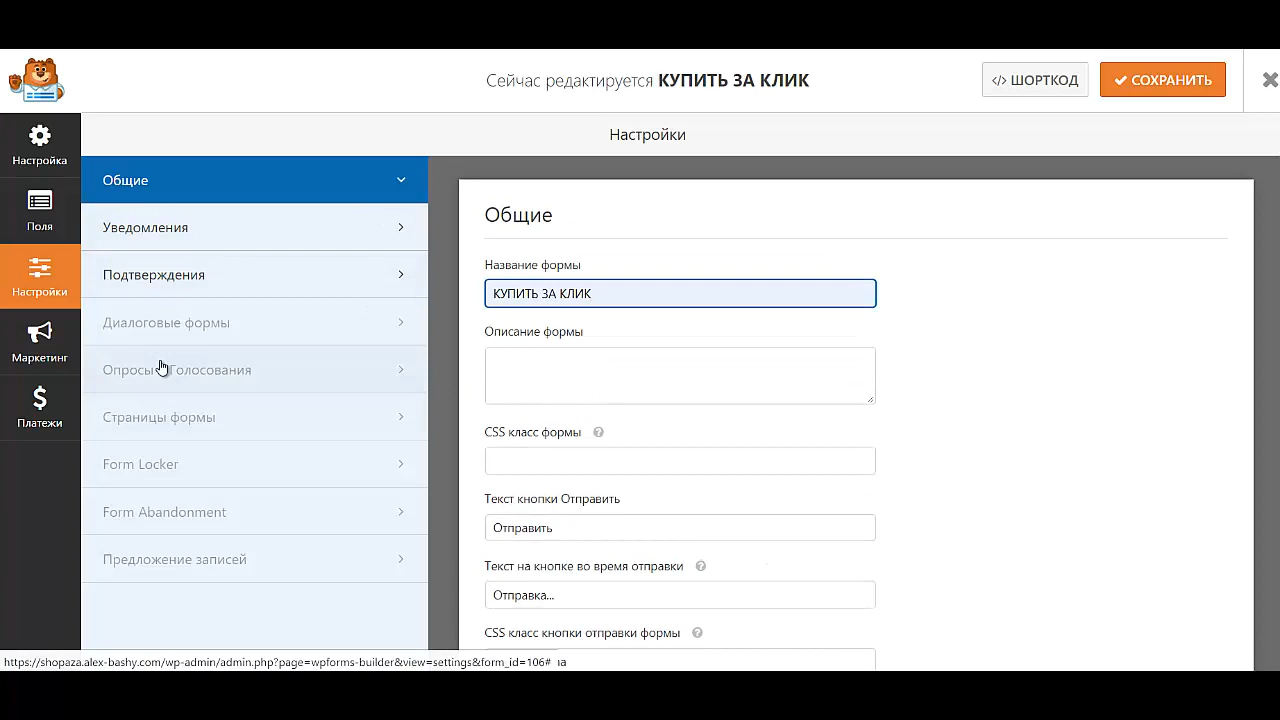 Сейчас редактируется КУПИТЬ ЗА КЛИК
</> ШОРТКОД
СОХРАНИТЬ
Настройка
Поля
Настройки
Маркетинг
Платежи
Настройки
Общие
Уведомления
Подтверждения
Диалоговые формы
Опросы Голосования
Страницы формы
Form Locker
Form Abandonment
Предложение записей
Общие
Название формы
КУПИТЬ ЗА КЛИК
Описание формы
CSS класс формы
Текст кнопки Отправить
Отправить
Текст на кнопке во время отправки
Отправка...
CSS класс кнопки отправки формы
https://shopaza.alex-bashy.com/wp-admin/admin.php?page=wpforms-builder&view=settings&form_id=106#